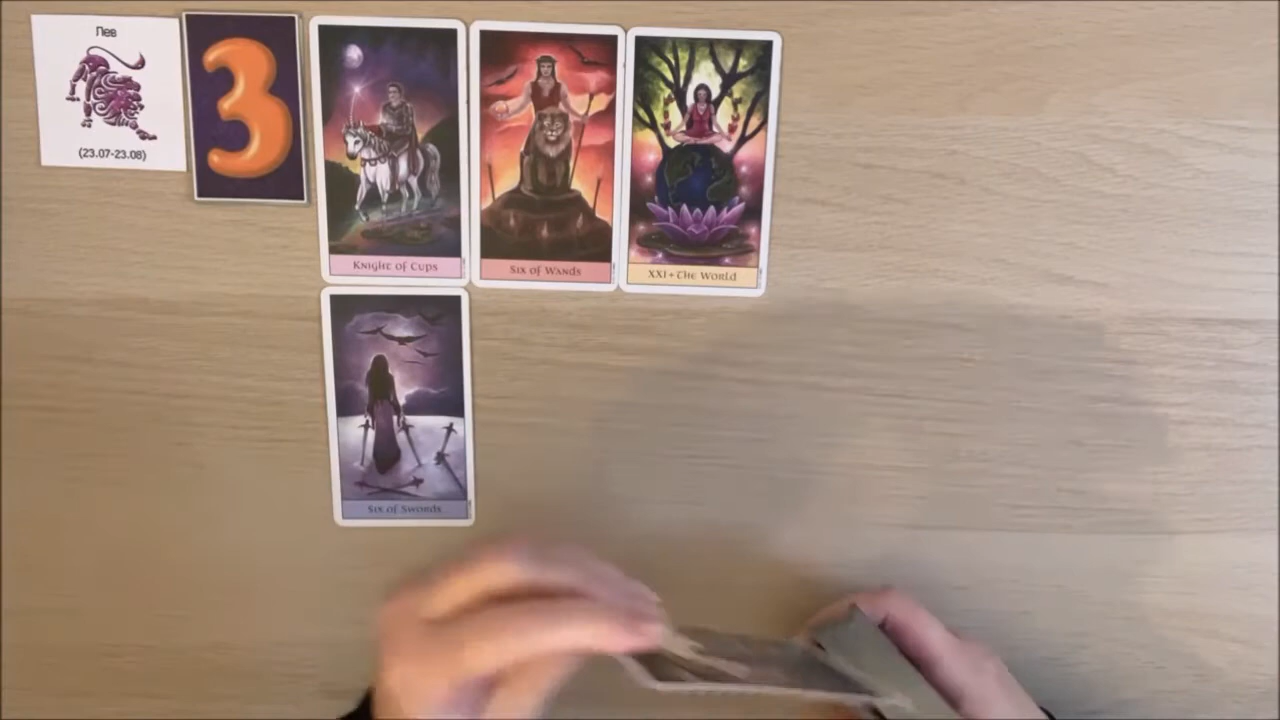 Лев
(23.07-23.08)
3
Knight of Cups
Six of Wands
XXI + The World
Six of Swords